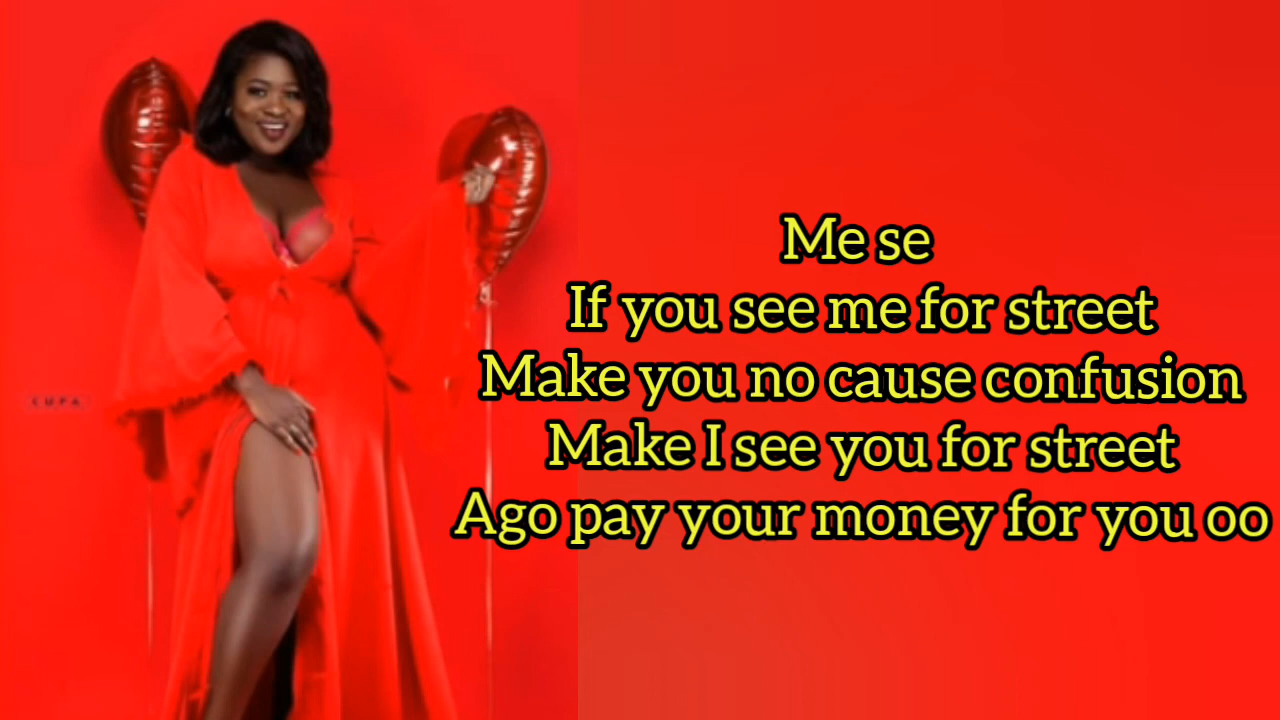 Me se
If you see me for street
Make you no cause confusion
Make I see you for street
Ago pay your money for you oo
CUPA